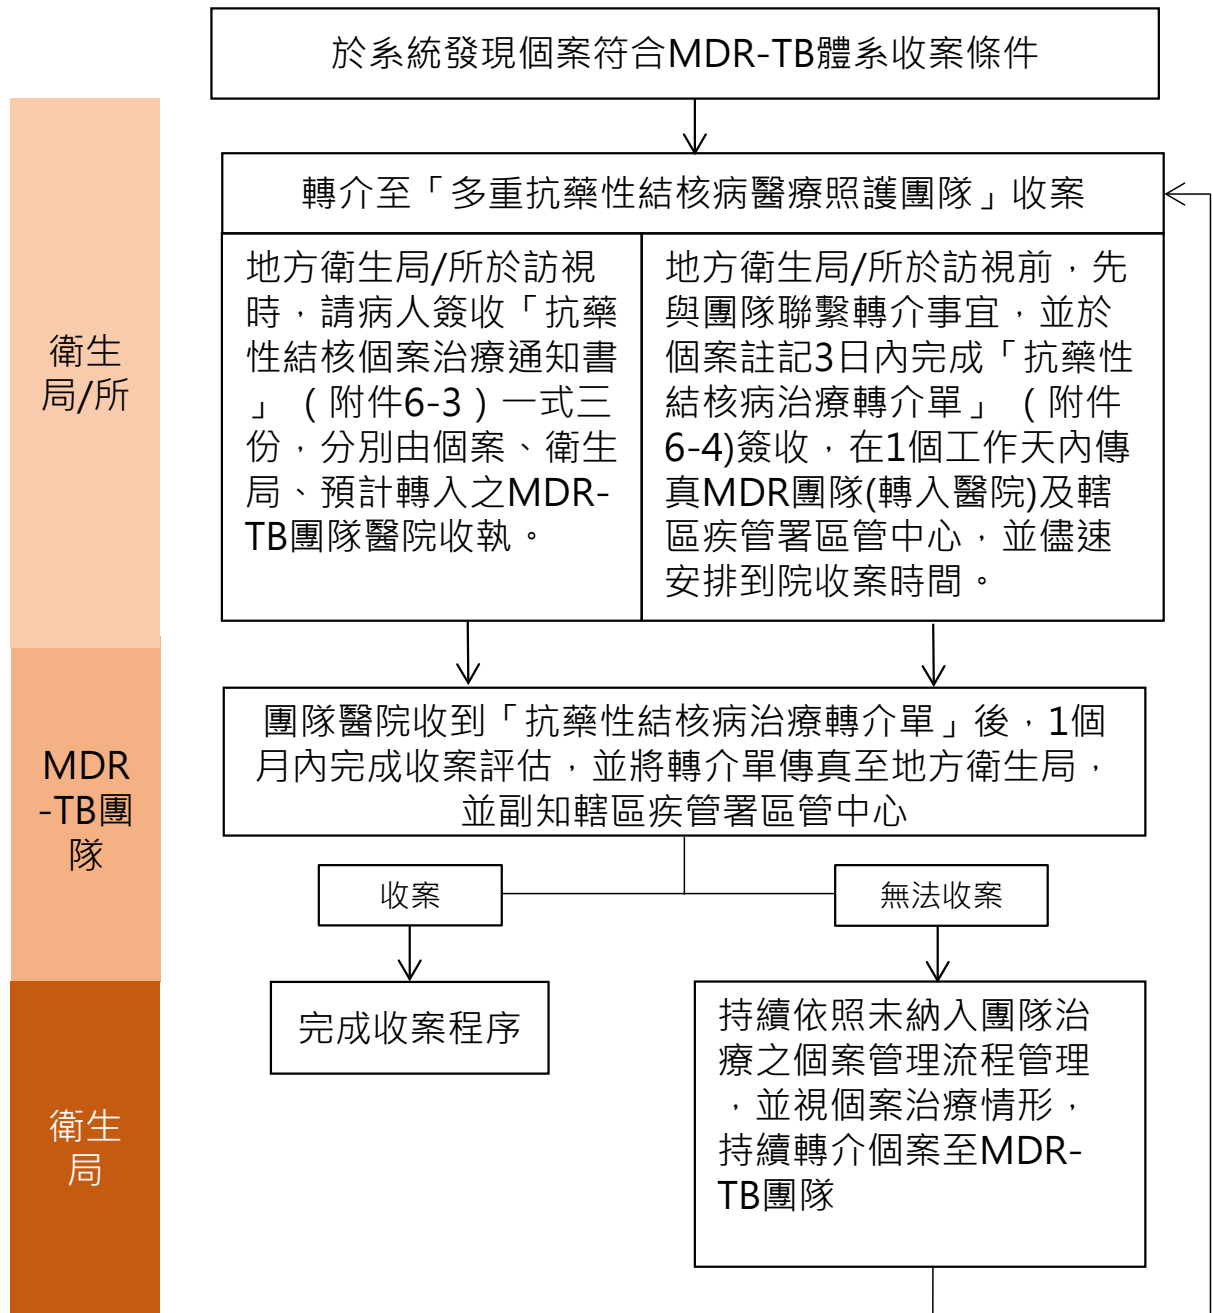 於系統發現個案符合MDR-TB體系收案條件
轉介至「多重抗藥性結核病醫療照護團隊」收案
衛生
局/所
地方衛生局/所於訪視
時，請病人簽收「抗藥
性結核個案治療通知書
」（附件6-3）一式三
份，分別由個案、衛生
局、預計轉入之MDR-
TB團隊醫院收執。
地方衛生局/所於訪視前，先
與團隊聯繫轉介事宜，並於
個案註記3日內完成「抗藥性
結核病治療轉介單」（附件
6-4)簽收，在1個工作天內傳
真MDR團隊(轉入醫院)及轄
區疾管署區管中心，並儘速
安排到院收案時間。
MDR
-TB團
隊
團隊醫院收到「抗藥性結核病治療轉介單」後，1個
月內完成收案評估，並將轉介單傳真至地方衛生局，
並副知轄區疾管署區管中心
收案
無法收案
衛生
局
完成收案程序
持續依照未納入團隊治
療之個案管理流程管理
，並視個案治療情形，
持續轉介個案至MDR-
TB團隊